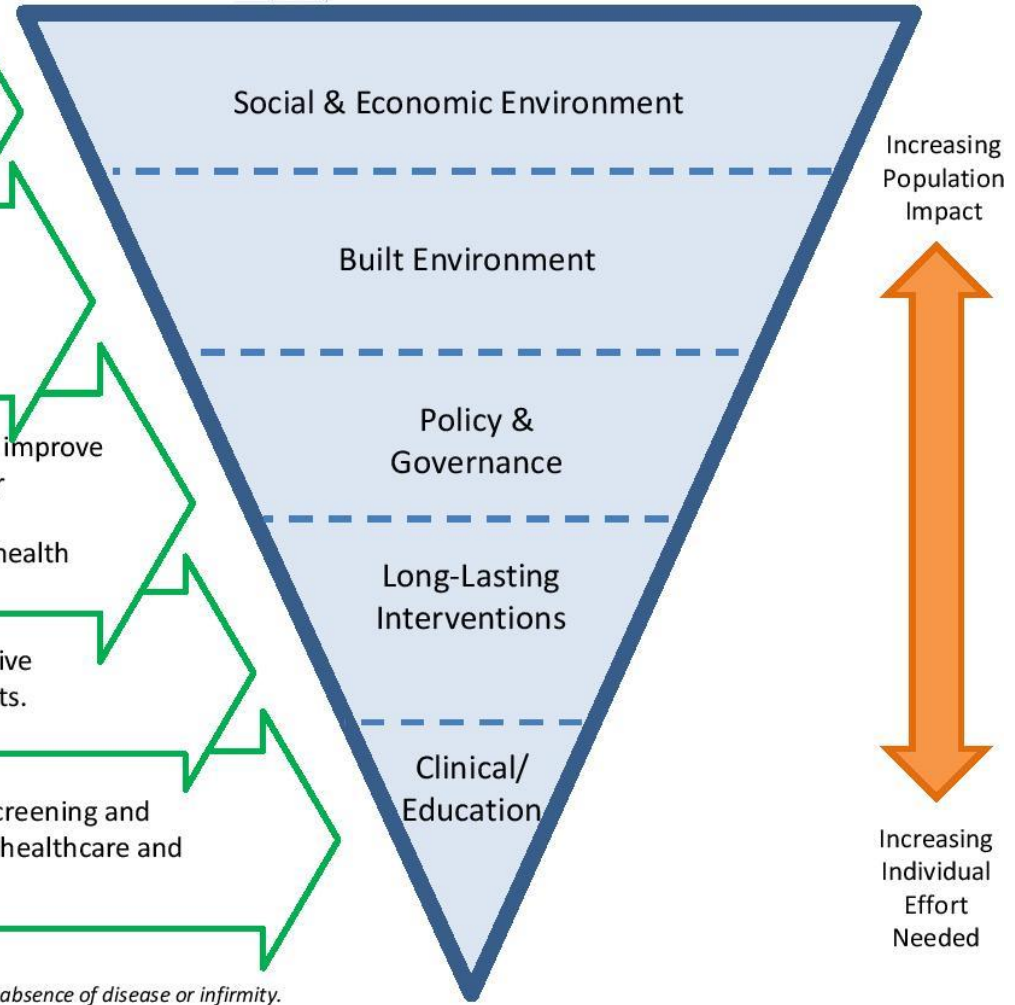 Social & Economic Environment
Increasing
Population
Impact
Built Environment
Policy &
Governance
improve
health
Long-Lasting
Interventions
ive
ts.
Clinical/
Education
creening and
healthcare and
Increasing
Individual
Effort
Needed
absence of disease or infirmity.